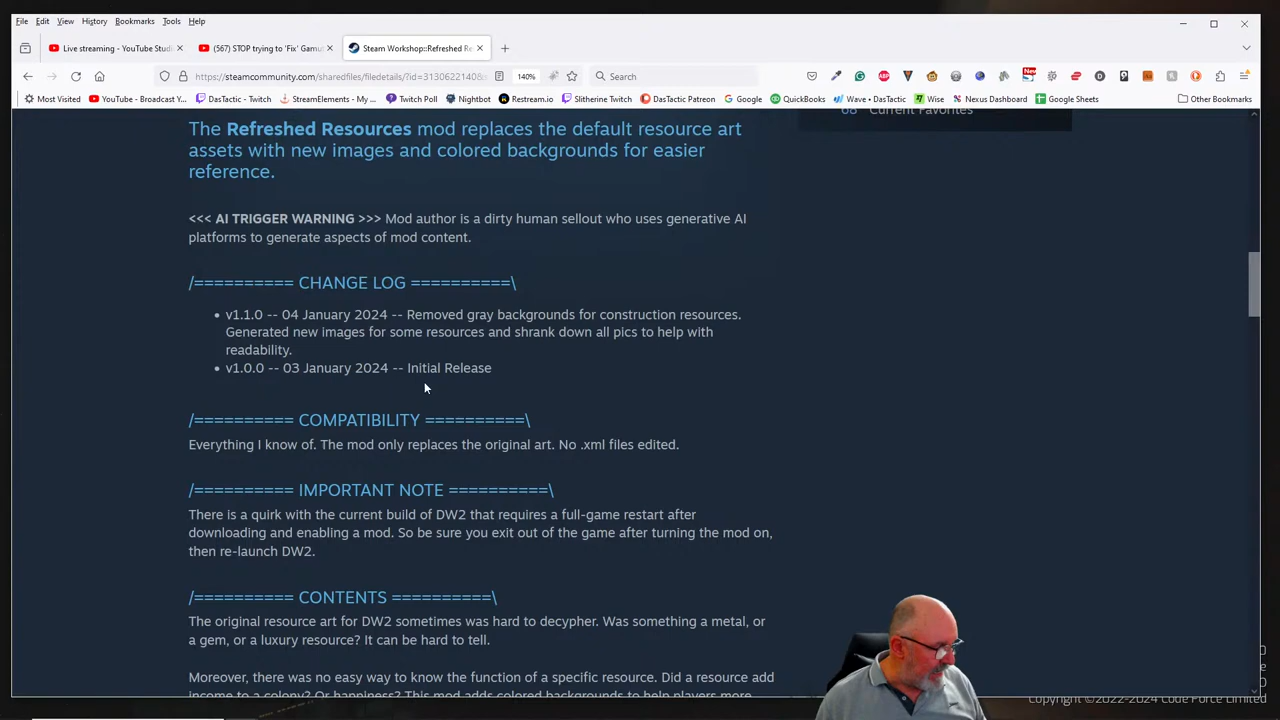 File Edit View History Bookmarks Tools Help
Live streaming - YouTube Studi
(567) STOP trying to 'Fix' Gamu
Steam Workshop::Refreshed Re
https://steamcommunity.com/sharedfiles/filedetails/?id=3130622140&s 140% Search
Most Visited YouTube - Broadcast Y... DasTactic - Twitch StreamElements - My ... Twitch Poll Nightbot Restream.io Slitherine Twitch DasTactic Patreon Google QuickBooks Wave • DasTactic Wise Nexus Dashboard Google Sheets Other Bookmarks
New
68 Current Favorites
The Refreshed Resources mod replaces the default resource art
assets with new images and colored backgrounds for easier
reference.
<<< AI TRIGGER WARNING >>> Mod author is a dirty human sellout who uses generative AI
platforms to generate aspects of mod content.
/========== CHANGE LOG ==========\
• v1.1.0 -- 04 January 2024 -- Removed gray backgrounds for construction resources.
Generated new images for some resources and shrank down all pics to help with
readability.
• v1.0.0 -- 03 January 2024 -- Initial Release
/========== COMPATIBILITY ==========\
Everything I know of. The mod only replaces the original art. No .xml files edited.
/========== IMPORTANT NOTE ==========\
There is a quirk with the current build of DW2 that requires a full-game restart after
downloading and enabling a mod. So be sure you exit out of the game after turning the mod on,
then re-launch DW2.
/========== CONTENTS ==========\
The original resource art for DW2 sometimes was hard to decypher. Was something a metal, or
a gem, or a luxury resource? It can be hard to tell.
Moreover, there was no easy way to know the function of a specific resource. Did a resource add
income to a colony? Or happiness? This mod adds colored backgrounds to help players more
Copyright ©2022-2024 Code Force Limited